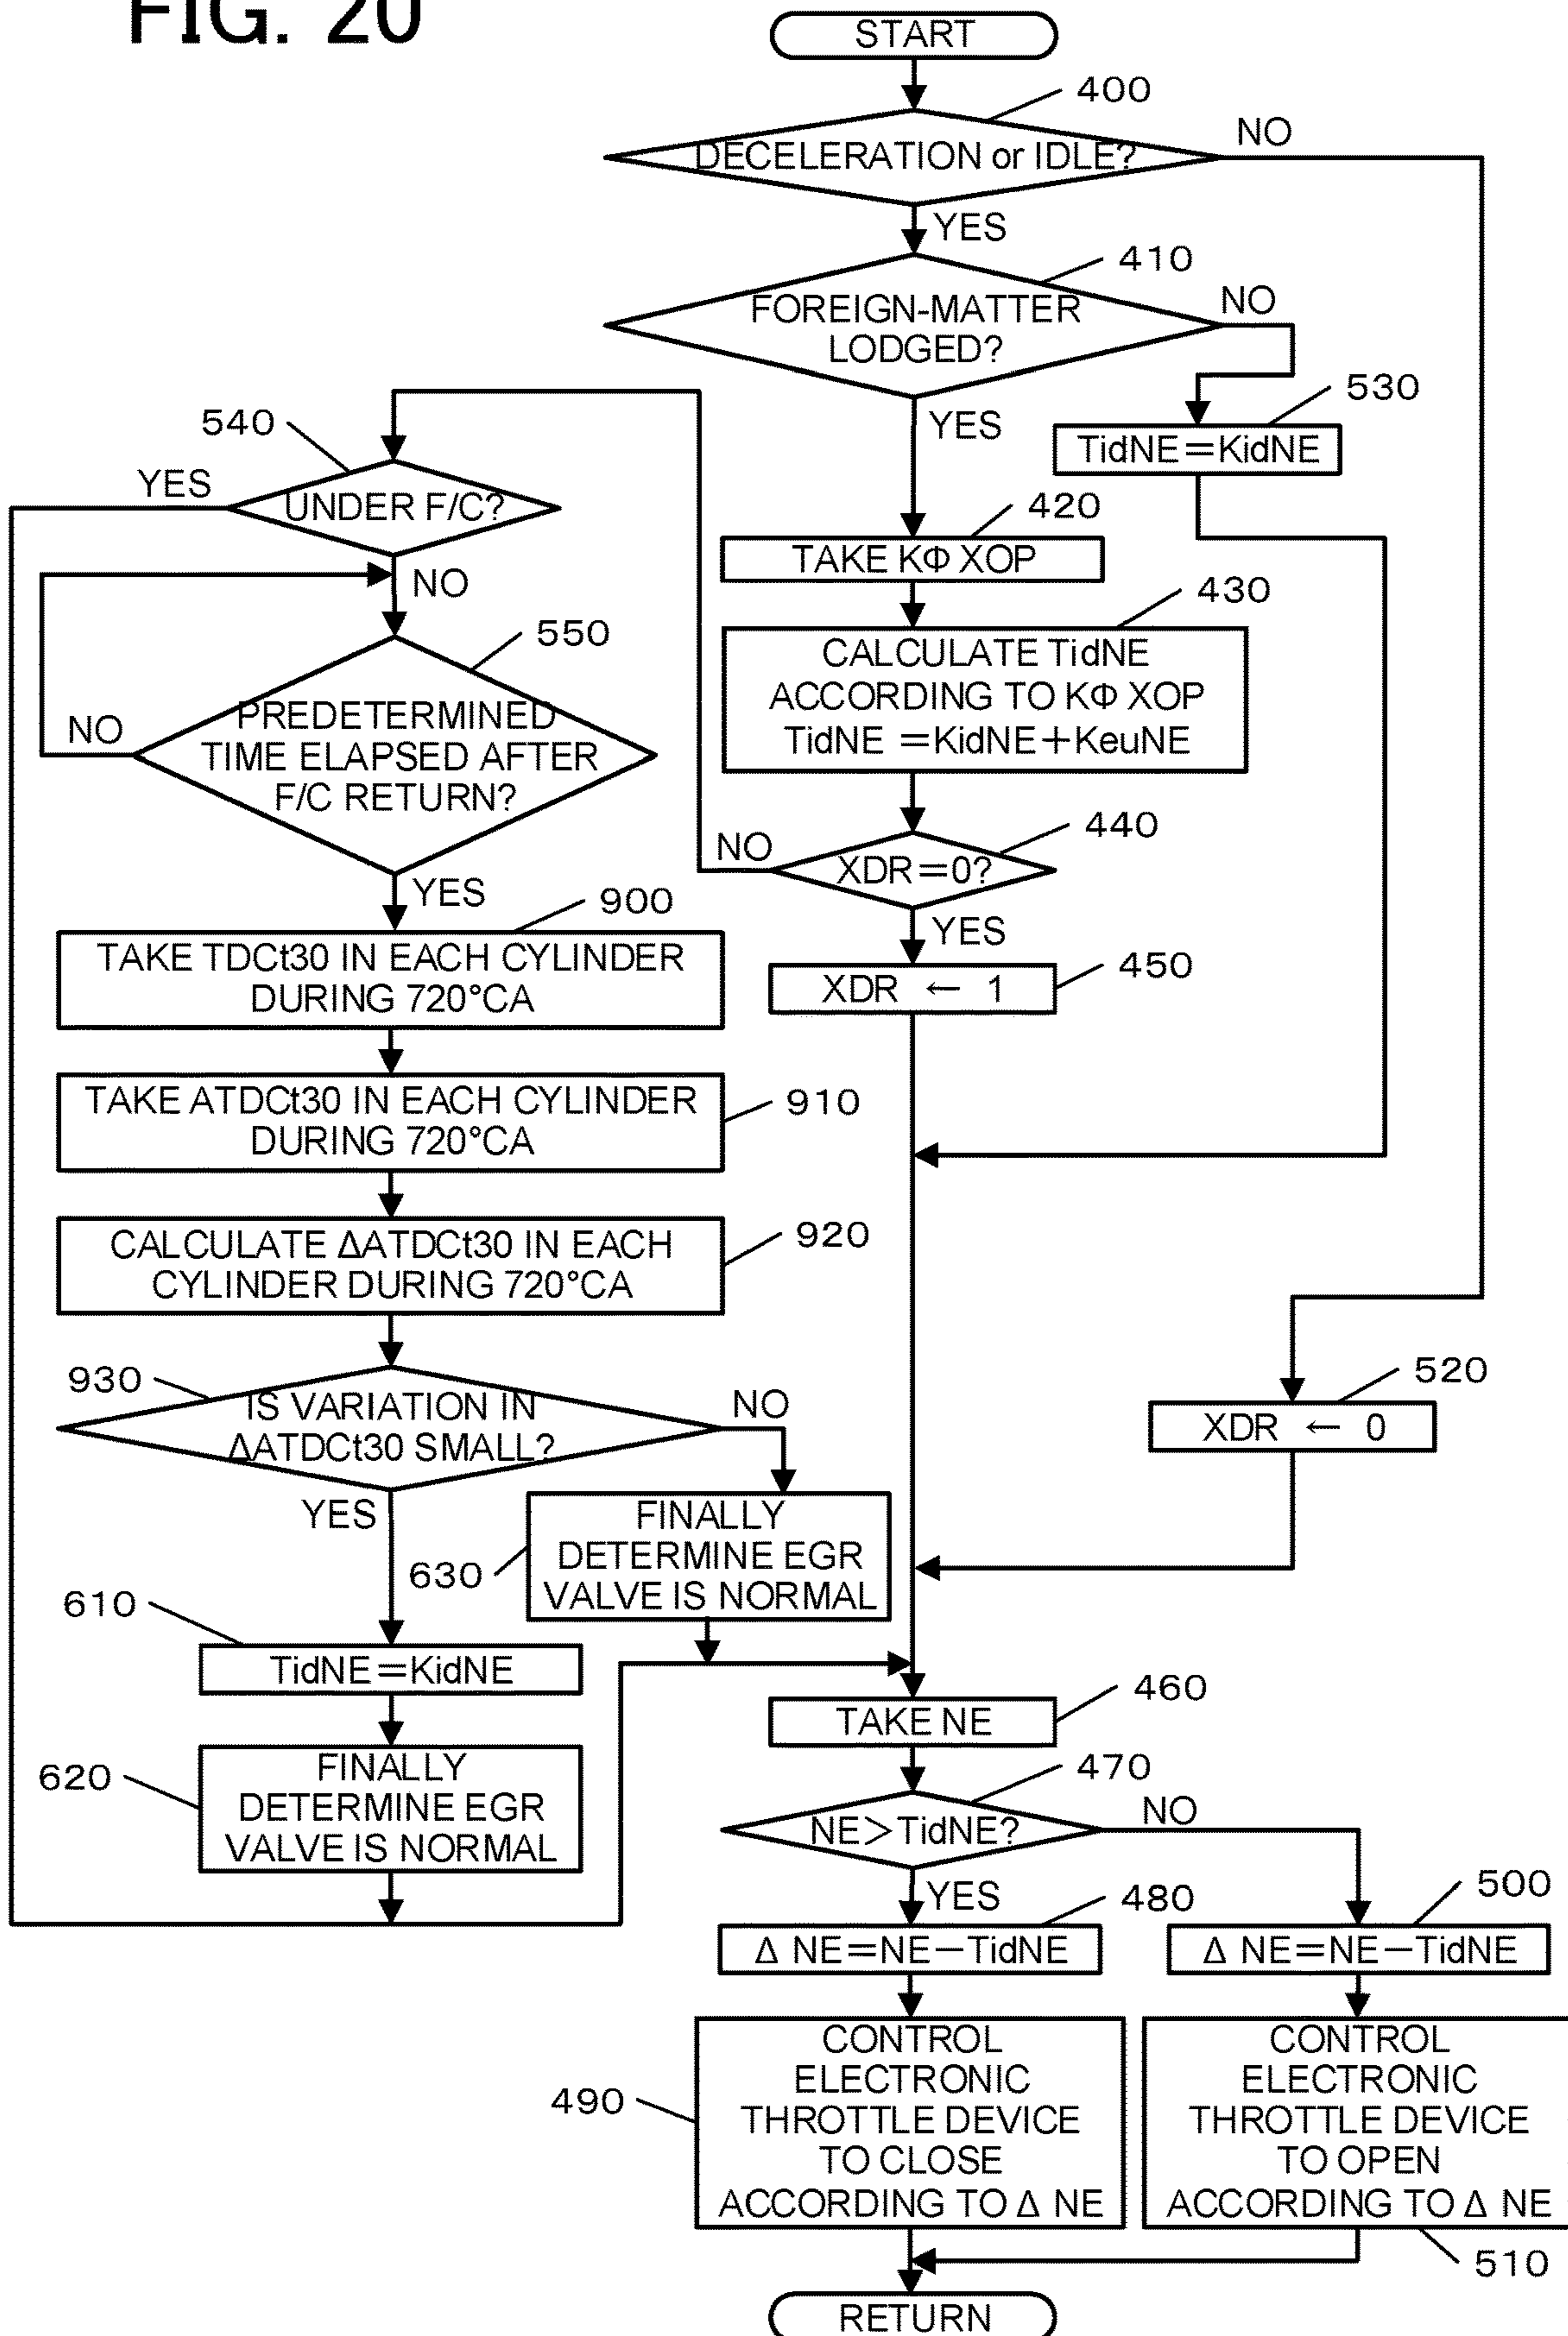 FIG. 20
START
400
DECELERATION or IDLE?
NO
YES
410
FOREIGN-MATTER
LODGED?
NO
YES
530
TidNE=KidNE
540
YES
UNDER F/C?
NO
420
TAKE KΦ XOP
430
CALCULATE TidNE
ACCORDING TO KΦ XOP
TidNE =KidNE+KeuNE
550
PREDETERMINED
TIME ELAPSED AFTER
F/C RETURN?
NO
YES
440
NO
XDR=0?
YES
450
XDR ← 1
900
TAKE TDCt30 IN EACH CYLINDER
DURING 720°CA
910
TAKE ATDCt30 IN EACH CYLINDER
DURING 720°CA
920
CALCULATE ΔATDCt30 IN EACH
CYLINDER DURING 720°CA
930
IS VARIATION IN
ΔATDCt30 SMALL?
NO
YES
520
XDR ← 0
630
FINALLY
DETERMINE EGR
VALVE IS NORMAL
610
TidNE=KidNE
620
FINALLY
DETERMINE EGR
VALVE IS NORMAL
460
TAKE NE
470
NE>TidNE?
NO
YES
480
Δ NE=NE−TidNE
500
Δ NE=NE−TidNE
490
CONTROL
ELECTRONIC
THROTTLE DEVICE
TO CLOSE
ACCORDING TO Δ NE
CONTROL
ELECTRONIC
THROTTLE DEVICE
TO OPEN
ACCORDING TO Δ NE
510
RETURN